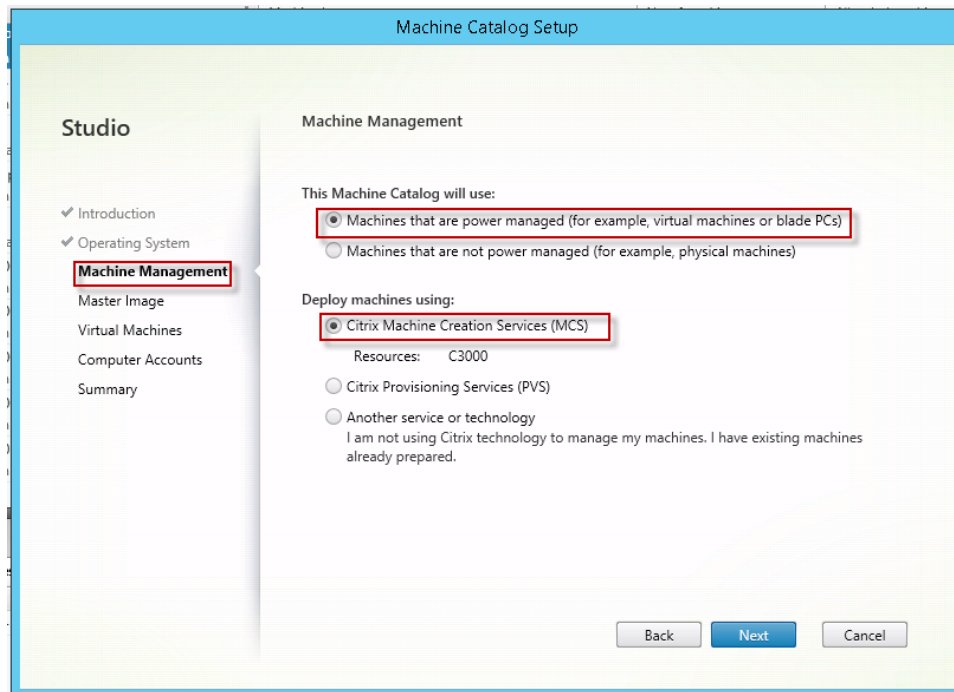 Machine Catalog Setup
Studio
Introduction
Operating System
Machine Management
Master Image
Virtual Machines
Computer Accounts
Summary
Machine Management
This Machine Catalog will use:
Machines that are power managed (for example, virtual machines or blade PCs)
Machines that are not power managed (for example, physical machines)
Deploy machines using:
Citrix Machine Creation Services (MCS)
Resources: C3000
Citrix Provisioning Services (PVS)
Another service or technology
I am not using Citrix technology to manage my machines. I have existing machines
already prepared.
Back Next Cancel